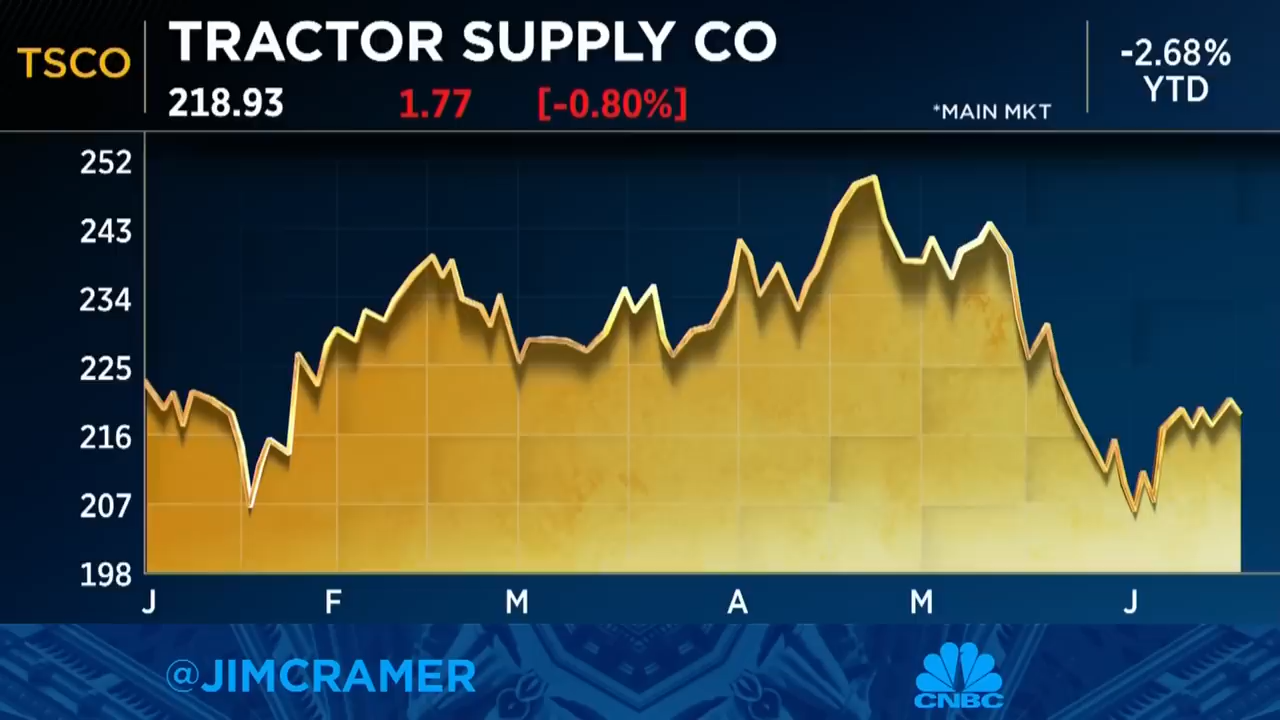 TSCO
TRACTOR SUPPLY CO
218.93 1.77 [-0.80%]
*MAIN MKT
-2.68%
YTD
252
243
234
225
216
207
198
J F M A M J
@JIMCRAMER
CNBC